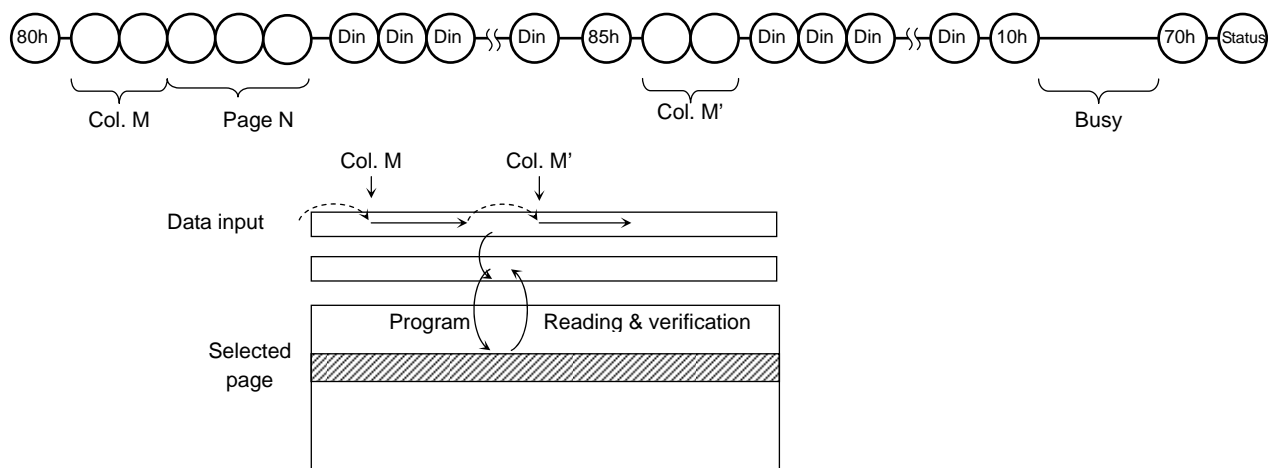 80h Din Din Din Din 85h Din Din Din Din 10h 70h Status
Col. M Page N Col. M’ Busy
Col. M Col. M’
Data input
Program Reading & verification
Selected
page